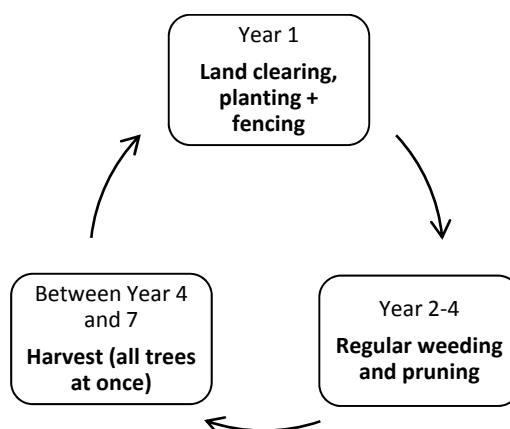 Year 1
Land clearing,
planting +
fencing
Year 2-4
Regular weeding
and pruning
Between Year 4
and 7
Harvest (all trees
at once)